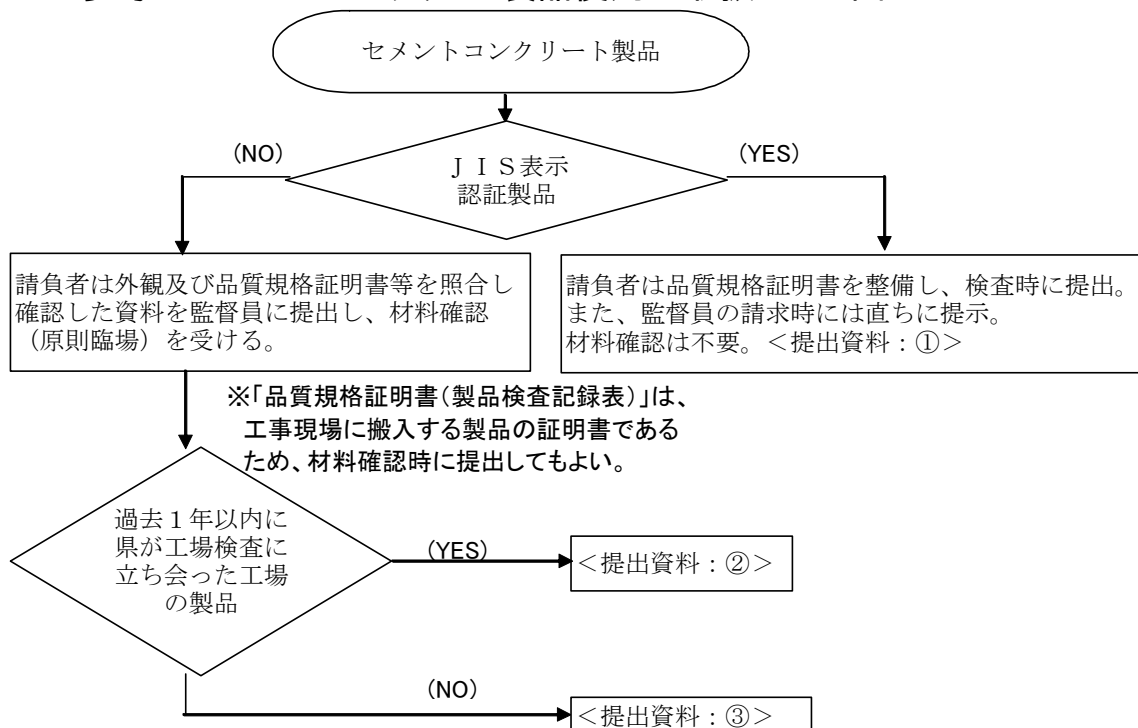 セメントコンクリート製品
(NO)
ＪＩＳ表示
認証製品
(YES)
請負者は外観及び品質規格証明書等を照合し
確認した資料を監督員に提出し、材料確認
（原則臨場）を受ける。
請負者は品質規格証明書を整備し、検査時に提出。
また、監督員の請求時には直ちに提示。
材料確認は不要。＜提出資料：①＞
※「品質規格証明書（製品検査記録表）」は、
工事現場に搬入する製品の証明書である
ため、材料確認時に提出してもよい。
過去１年以内に
県が工場検査に
立ち会った工場
の製品
(YES)
＜提出資料：②＞
(NO)
＜提出資料：③＞